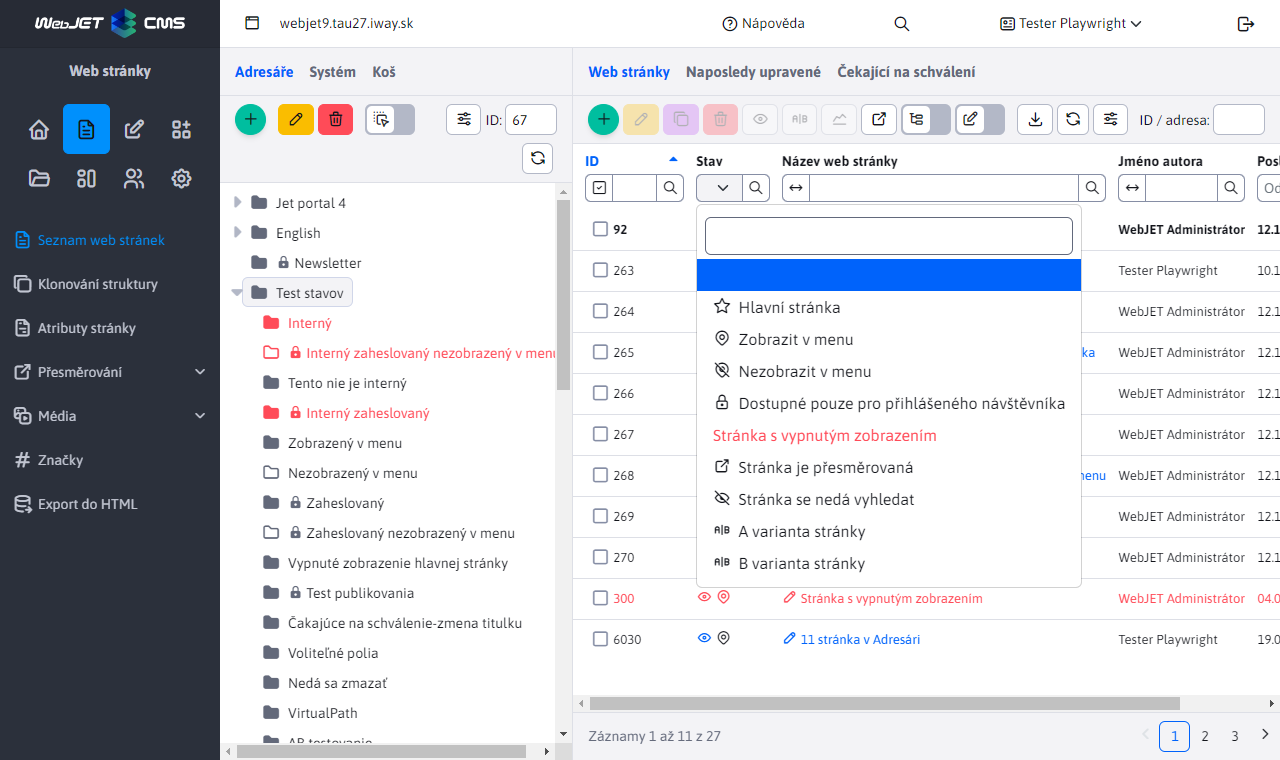 WebJET CMS
webjet9.tau27.iway.sk
Nápověda
Tester Playwright
Web stránky
Seznam web stránek
Klonování struktury
Atributy stránky
Přesměrování
Média
Značky
Export do HTML
Adresáře Systém Koš
ID: 67
Jet portal 4
English
Newsletter
Test stavov
Interný
Interný zaheslovaný nezobrazený v menu
Tento nie je interný
Interný zaheslovaný
Zobrazený v menu
Nezobrazený v menu
Zaheslovaný
Zaheslovaný nezobrazený v menu
Vypnuté zobrazenie hlavnej stránky
Test publikovania
Čakajúce na schválenie-zmena titulku
Voliteľné polia
Nedá sa zmazať
VirtualPath
AB testovanie
Web stránky Naposledy upravené Čekající na schválení
A|B
ID / adresa:
ID Stav Název web stránky Jméno autora Pos
Od
92 WebJET Administrátor 12.1
263 Tester Playwright 10.1
264 WebJET Administrátor 12.1
265 ka WebJET Administrátor 12.1
266 WebJET Administrátor 12.1
267 WebJET Administrátor 12.1
268 menu WebJET Administrátor 12.1
269 WebJET Administrátor 12.1
270 WebJET Administrátor 12.1
300 Stránka s vypnutým zobrazením WebJET Administrátor 04.0
6030 11 stránka v Adresári Tester Playwright 19.0
Hlavní stránka
Zobrazit v menu
Nezobrazit v menu
Dostupné pouze pro přihlášeného návštěvníka
Stránka s vypnutým zobrazením
Stránka je přesměrovaná
Stránka se nedá vyhledat
A|B A varianta stránky
A|B B varianta stránky
Záznamy 1 až 11 z 27
1 2 3